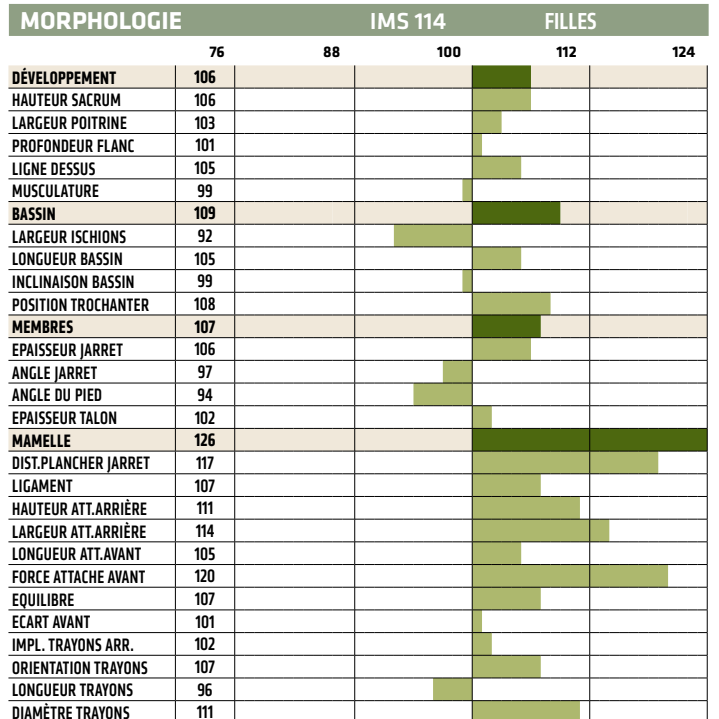 MORPHOLOGIE IMS 114 FILLES
76 88 100 112 124
DÉVELOPPEMENT 106
HAUTEUR SACRUM 106
LARGEUR POITRINE 103
PROFONDEUR FLANC 101
LIGNE DESSUS 105
MUSCULATURE 99
BASSIN 109
LARGEUR ISCHIONS 92
LONGUEUR BASSIN 105
INCLINAISON BASSIN 99
POSITION TROCHANTER 108
MEMBRES 107
EPAISSEUR JARRET 106
ANGLE JARRET 97
ANGLE DU PIED 94
EPAISSEUR TALON 102
MAMELLE 126
DIST.PLANCHER JARRET 117
LIGAMENT 107
HAUTEUR ATT.ARRIÈRE 111
LARGEUR ATT.ARRIÈRE 114
LONGUEUR ATT.AVANT 105
FORCE ATTACHE AVANT 120
EQUILIBRE 107
ECART AVANT 101
IMPL. TRAYONS ARR. 102
ORIENTATION TRAYONS 107
LONGUEUR TRAYONS 96
DIAMÈTRE TRAYONS 111